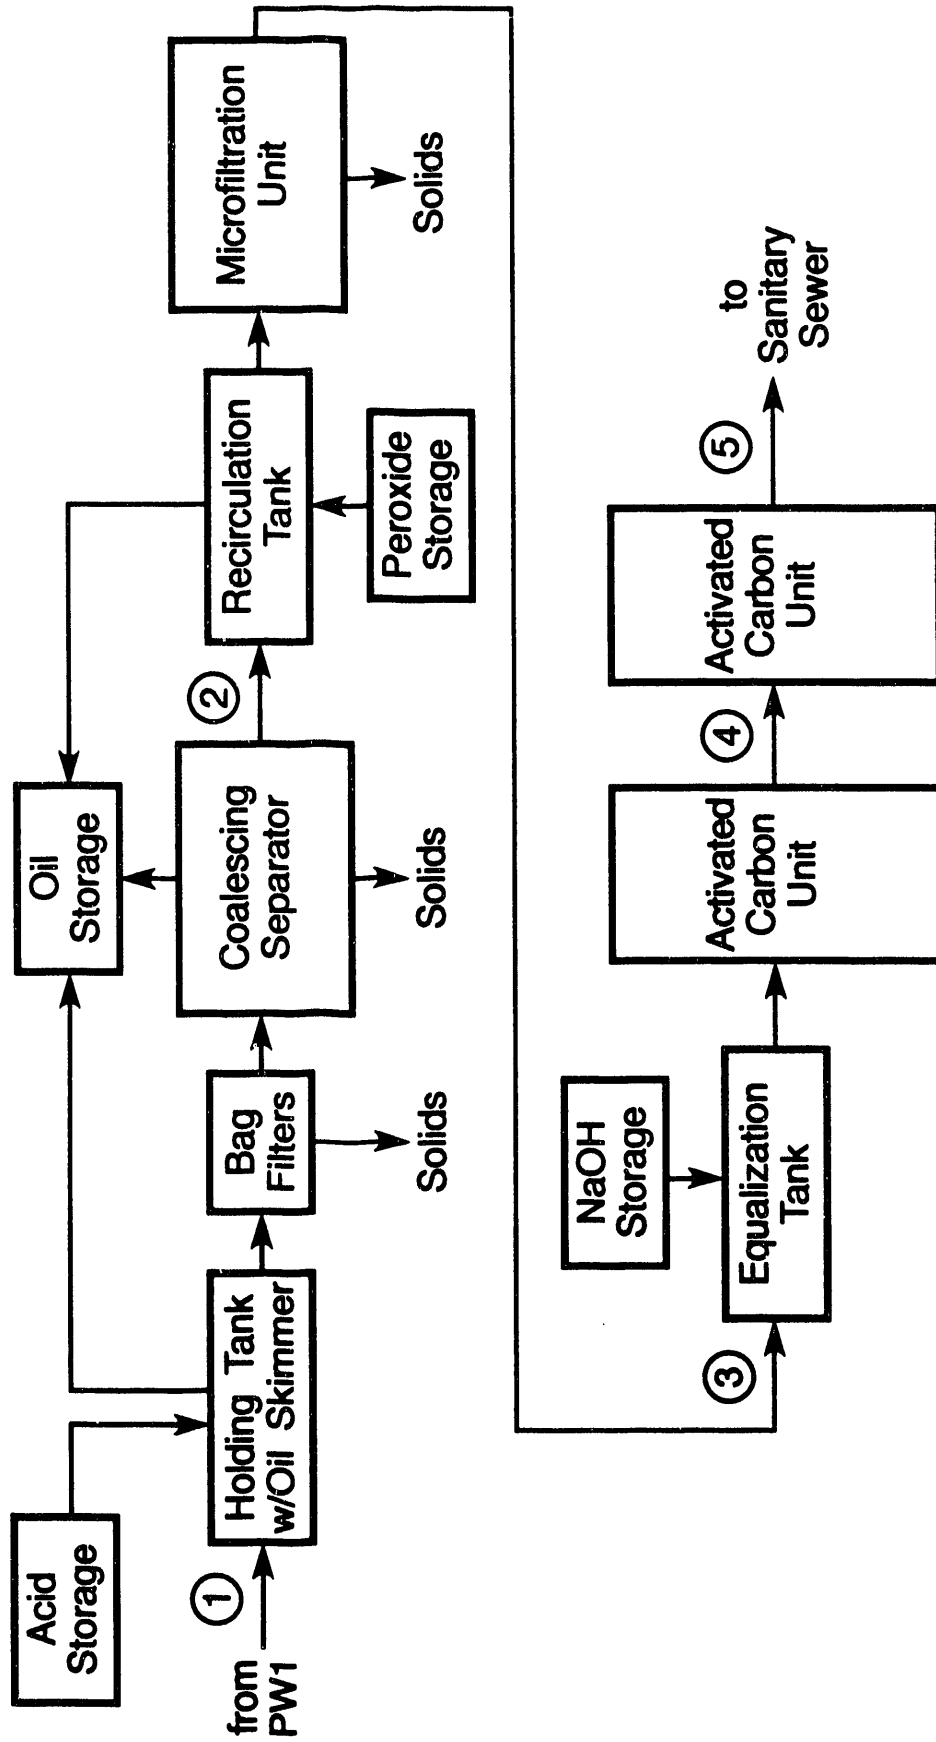 Acid
Storage
Oil
Storage
from
PW1
1
Holding Tank
w/Oil Skimmer
Bag
Filters
Solids
Coalescing
Separator
Solids
2
Recirculation
Tank
Peroxide
Storage
Microfiltration
Unit
Solids
3
NaOH
Storage
Equalization
Tank
Activated
Carbon
Unit
4
Activated
Carbon
Unit
5
to
Sanitary
Sewer